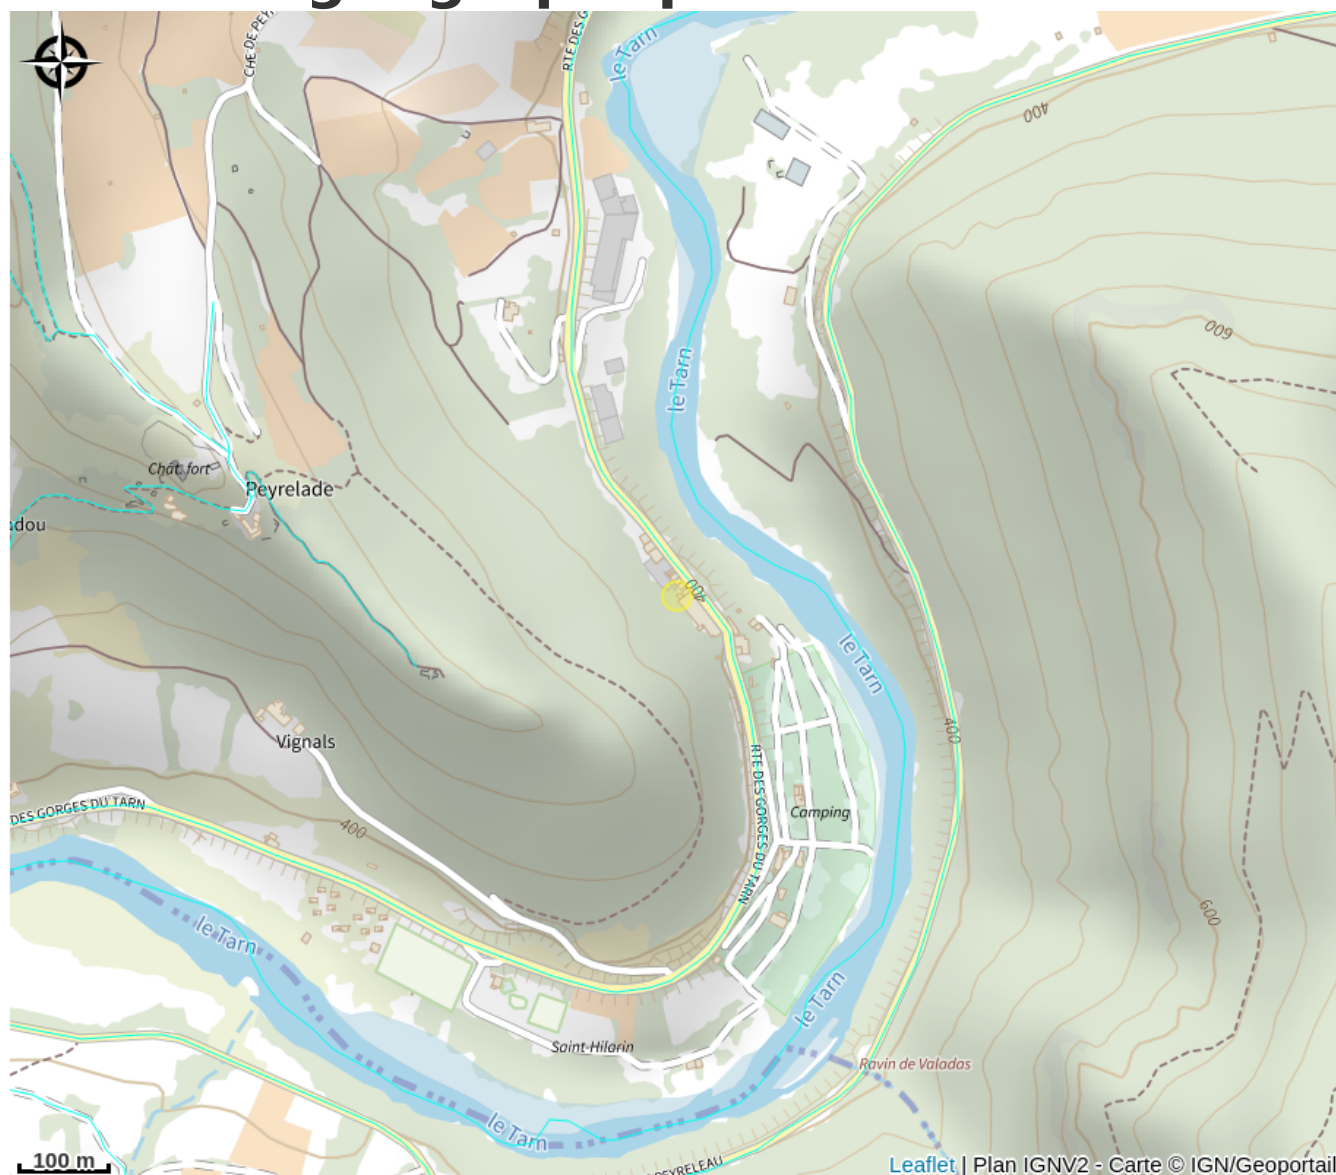 le Tarn
CHE DE PEY
RTE DES G
400
600
le Tarn
Chât. fort
Peyrelade
dou
400
le Tarn
Vignals
400
RTE DES GORGES DU TARN
DES GORGES DU TARN
400
Camping
600
le Tarn
le Tarn
Saint-Hilarin
Ravin de Valadas
le Tarn
PEYRELEAU
100 m
Leaflet | Plan IGNV2 - Carte © IGN/Geoportail